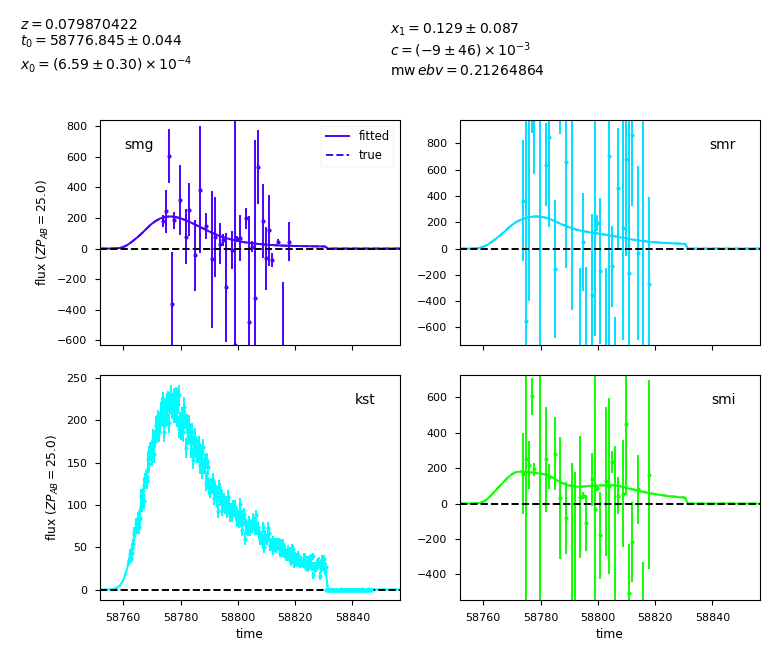 z = 0.079870422
t₀ = 58776.845 ± 0.044
x₀ = (6.59 ± 0.30) × 10⁻⁴
x₁ = 0.129 ± 0.087
c = (−9 ± 46) × 10⁻³
mw ebv = 0.21264864
smg
fitted
true
800
600
400
200
0
−200
−400
−600
flux (ZP_AB = 25.0)
smr
800
600
400
200
0
−200
−400
−600
kst
250
200
150
100
50
0
flux (ZP_AB = 25.0)
58760 58780 58800 58820 58840
time
smi
600
400
200
0
−200
−400
58760 58780 58800 58820 58840
time